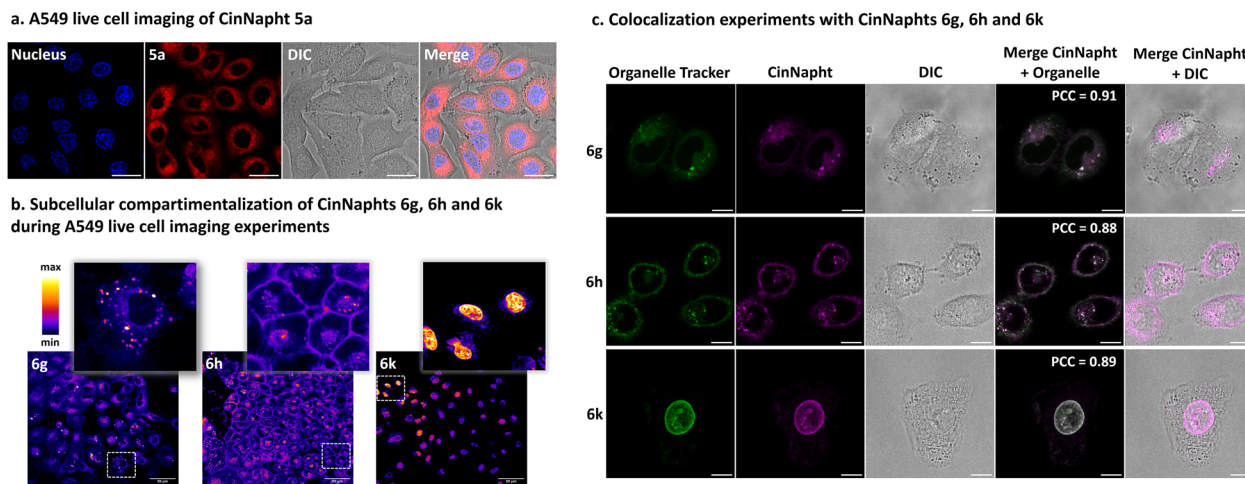 a. A549 live cell imaging of CinNapht 5a
Nucleus
5a
DIC
Merge
b. Subcellular compartimentalization of CinNaphts 6g, 6h and 6k
during A549 live cell imaging experiments
max
min
6g
6h
6k
c. Colocalization experiments with CinNaphts 6g, 6h and 6k
Organelle Tracker
CinNapht
DIC
Merge CinNapht
+ Organelle
Merge CinNapht
+ DIC
6g
PCC = 0.91
6h
PCC = 0.88
6k
PCC = 0.89